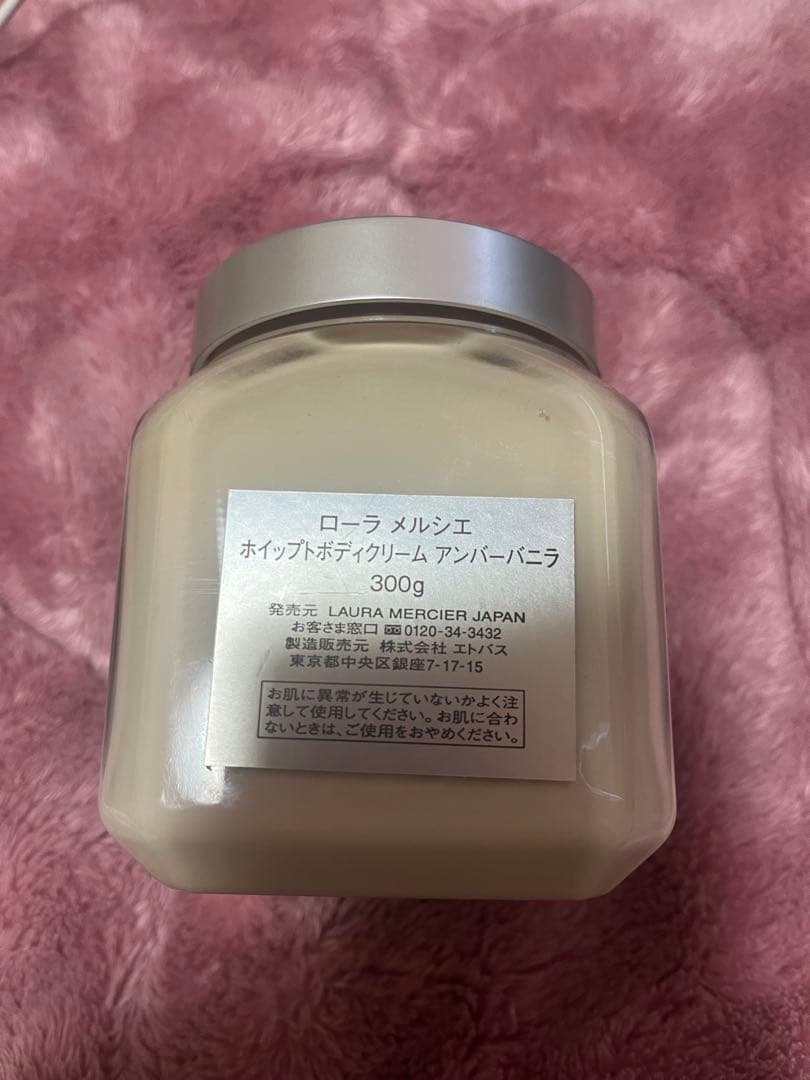 ローラ メルシエ
ホイップトボディクリーム アンバーバニラ
300g
発売元 LAURA MERCIER JAPAN
お客さま窓口 0120-34-3432
製造販売元 株式会社 エトバス
東京都中央区銀座7-17-15
お肌に異常が生じていないかよく注
意して使用してください。お肌に合わ
ないときは、ご使用をおやめください。